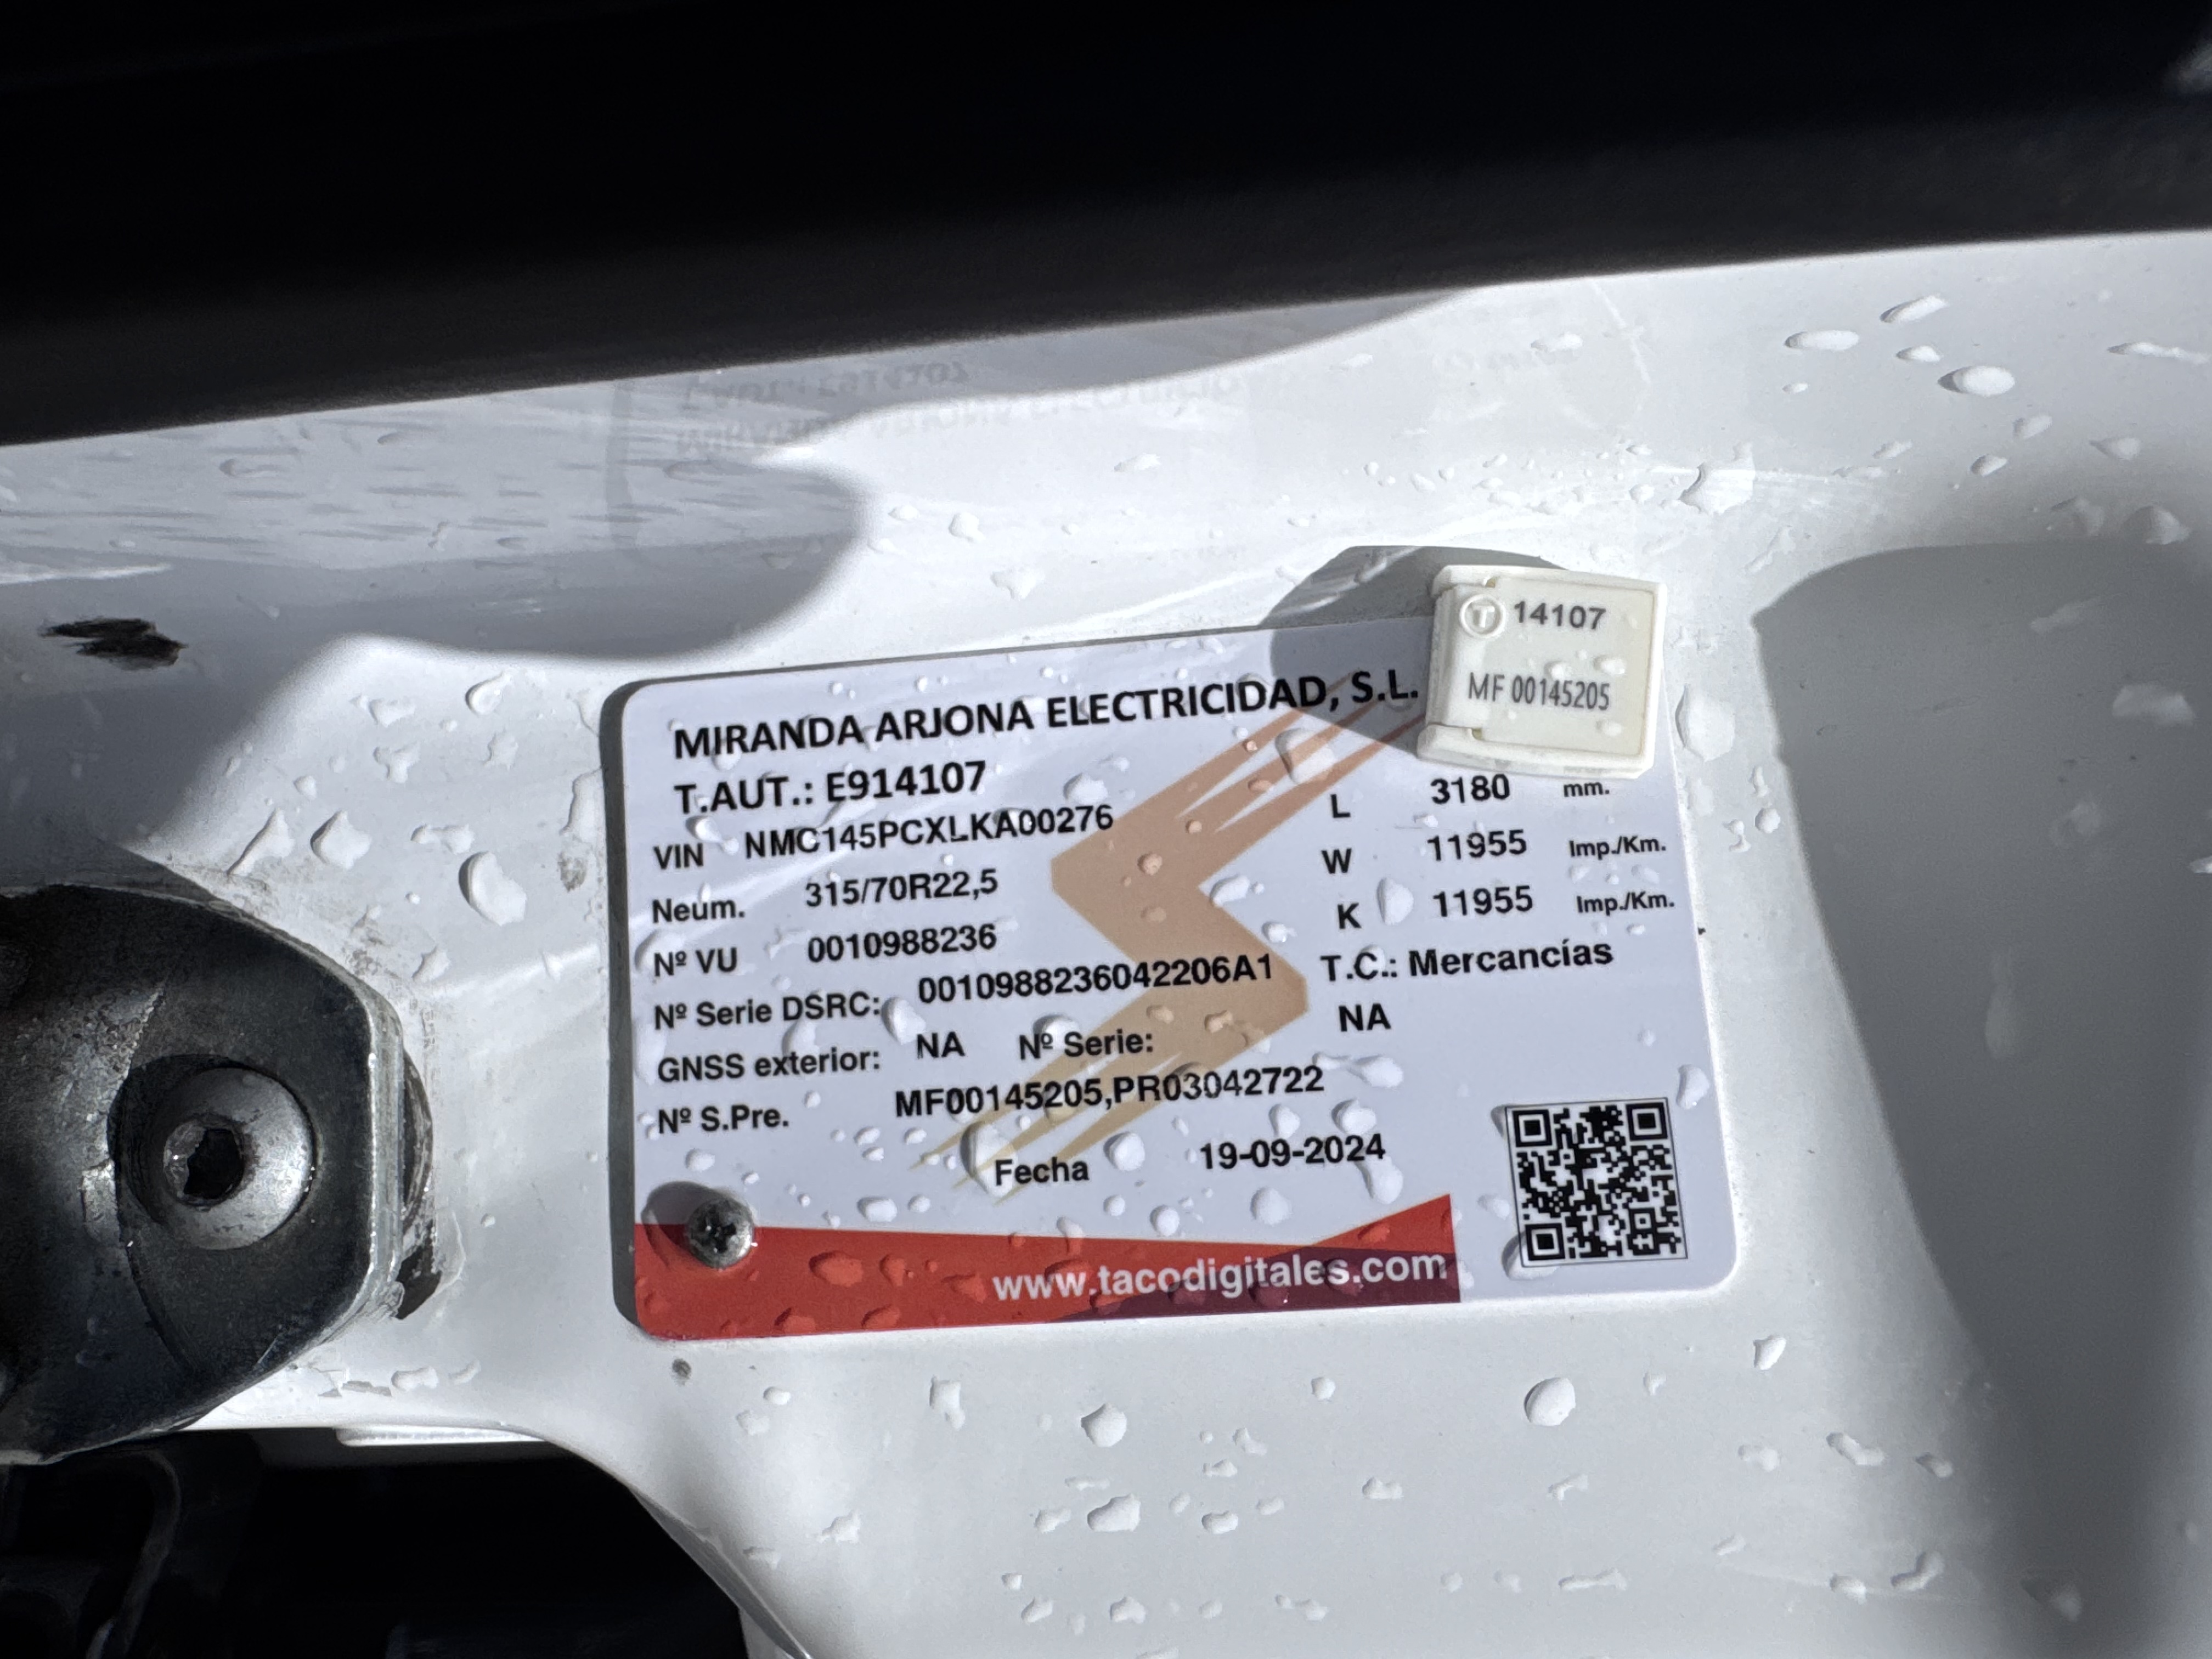 14107
MF 00145205
MIRANDA ARJONA ELECTRICIDAD, S.L.
T.AUT.: E914107
VIN NMC145PCXLKA00276
L 3180 mm.
Neum. 315/70R22,5
W 11955 Imp./Km.
Nº VU 0010988236
K 11955 Imp./Km.
Nº Serie DSRC: 0010988236042206A1
T.C.: Mercancías
GNSS exterior: NA Nº Serie: NA
Nº S.Pre. MF00145205,PR03042722
Fecha 19-09-2024
www.tacodigitales.com